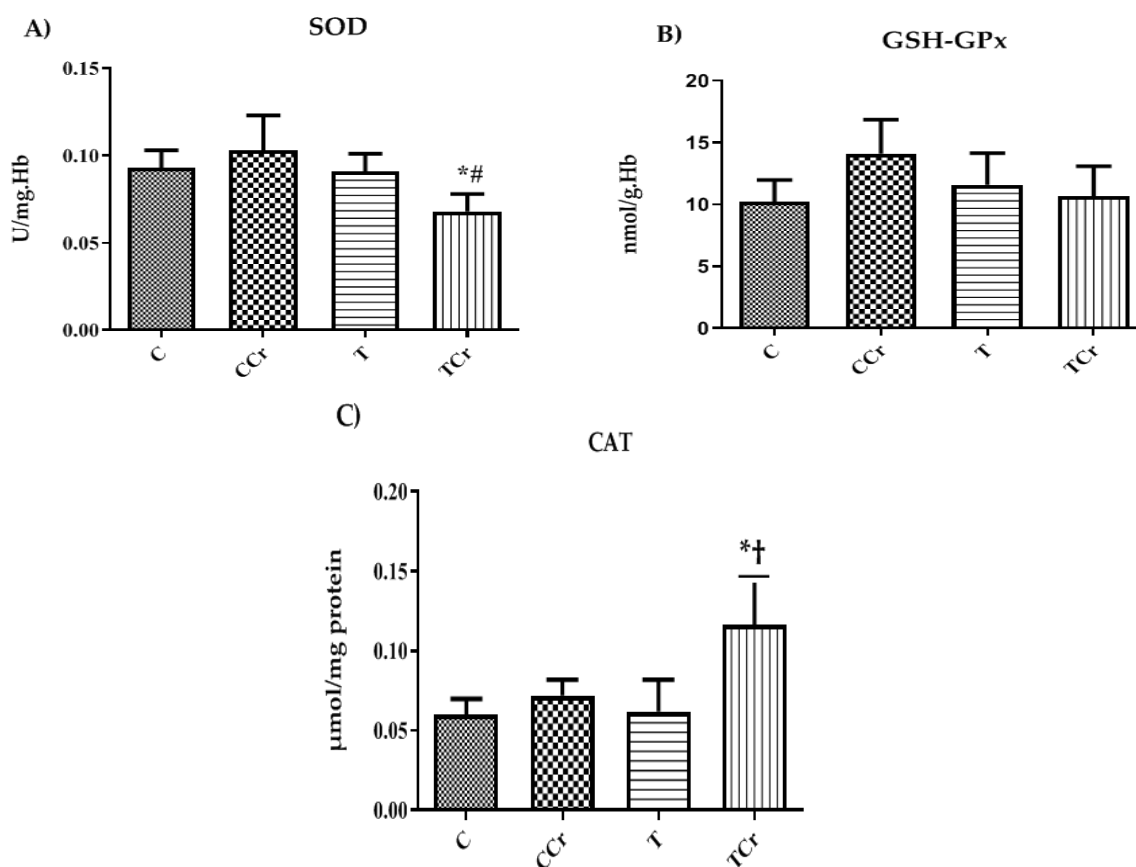 A)
SOD
U/mg.Hb
0.15
0.10
0.05
0.00
*#
C
CCr
T
TCr
B)
GSH-GPx
nmol/g.Hb
20
15
10
5
0
C
CCr
T
TCr
C)
CAT
µmol/mg protein
0.20
0.15
0.10
0.05
0.00
*†
C
CCr
T
TCr